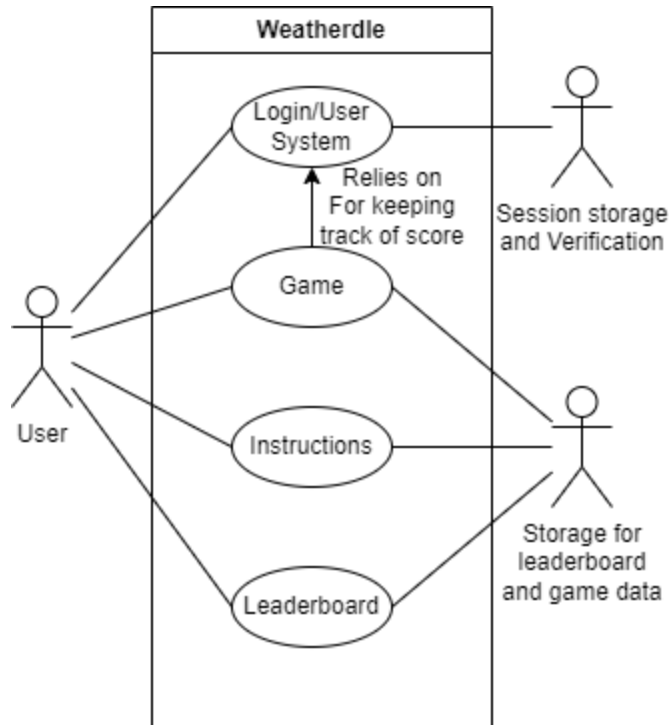 Weatherdle
Login/User
System
Relies on
For keeping
track of score
Session storage
and Verification
Game
User
Instructions
Storage for
leaderboard
and game data
Leaderboard